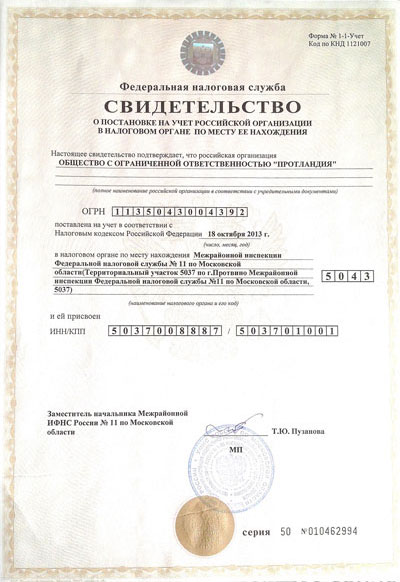 Форма № 1-1-Учет
Код по КНД 1121007
Федеральная налоговая служба
СВИДЕТЕЛЬСТВО
О ПОСТАНОВКЕ НА УЧЕТ РОССИЙСКОЙ ОРГАНИЗАЦИИ
В НАЛОГОВОМ ОРГАНЕ ПО МЕСТУ ЕЕ НАХОЖДЕНИЯ
Настоящее свидетельство подтверждает, что российская организация
ОБЩЕСТВО С ОГРАНИЧЕННОЙ ОТВЕТСТВЕННОСТЬЮ "ПРОТЛАНДИЯ"
(полное наименование российской организации в соответствии с учредительными документами)
ОГРН 1135043004392
поставлена на учет в соответствии с
Налоговым кодексом Российской Федерации 18 октября 2013 г.
(число, месяц, год)
в налоговом органе по месту нахождения Межрайонной инспекции
Федеральной налоговой службы № 11 по Московской
области(Территориальный участок 5037 по г.Протвино Межрайонной
инспекции Федеральной налоговой службы №11 по Московской области,
5037)
5043
(наименование налогового органа и его код)
и ей присвоен
ИНН/КПП 5037008887 / 503701001
Заместитель начальника Межрайонной
ИФНС России № 11 по Московской
области
Т.Ю. Пузанова
МП
серия 50 №010462994